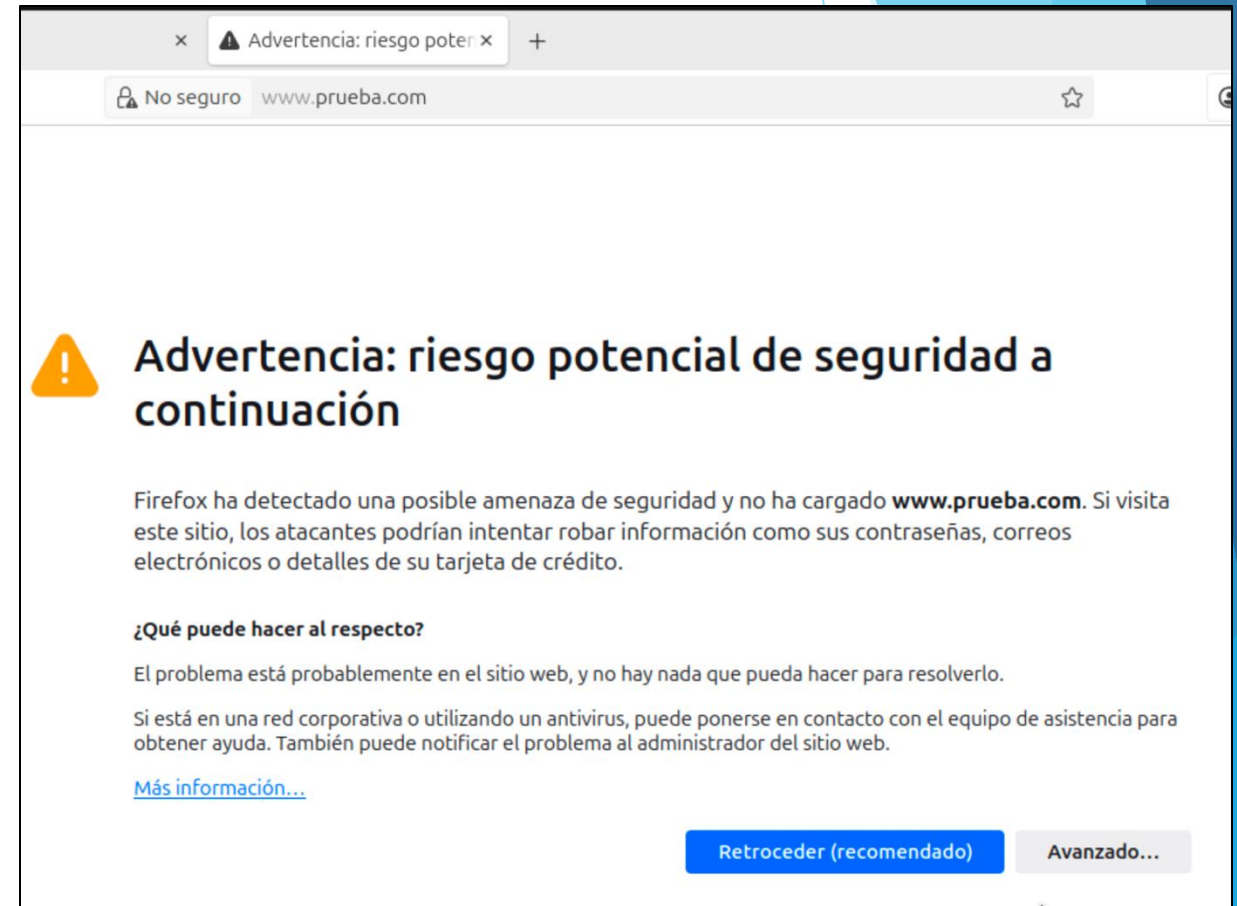 Advertencia: riesgo poten
No seguro www.prueba.com
Advertencia: riesgo potencial de seguridad a
continuación
Firefox ha detectado una posible amenaza de seguridad y no ha cargado www.prueba.com. Si visita
este sitio, los atacantes podrían intentar robar información como sus contraseñas, correos
electrónicos o detalles de su tarjeta de crédito.
¿Qué puede hacer al respecto?
El problema está probablemente en el sitio web, y no hay nada que pueda hacer para resolverlo.
Si está en una red corporativa o utilizando un antivirus, puede ponerse en contacto con el equipo de asistencia para
obtener ayuda. También puede notificar el problema al administrador del sitio web.
Más información...
Retroceder (recomendado) Avanzado...